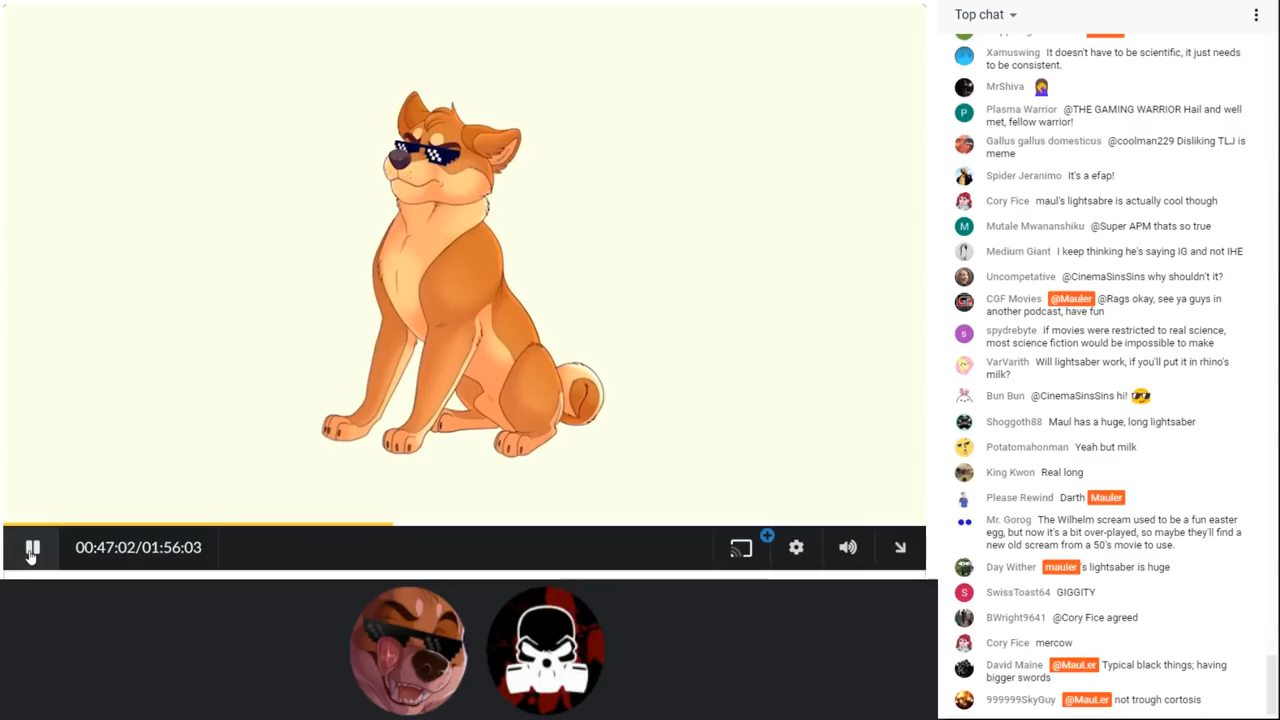 Top chat
Xamuswing It doesn't have to be scientific, it just needs
to be consistent.
MrShiva
Plasma Warrior @THE GAMING WARRIOR Hail and well
met, fellow warrior!
Gallus gallus domesticus @coolman229 Disliking TLJ is
meme
Spider Jeranimo It's a efap!
Cory Fice maul's lightsabre is actually cool though
Mutale Mwananshiku @Super APM thats so true
Medium Giant I keep thinking he's saying IG and not IHE
Uncompetative @CinemaSinsSins why shouldn't it?
CGF Movies @Mauler @Rags okay, see ya guys in
another podcast, have fun
spydrebyte if movies were restricted to real science,
most science fiction would be impossible to make
VarVarith Will lightsaber work, if you'll put it in rhino's
milk?
Bun Bun @CinemaSinsSins hi!
Shoggoth88 Maul has a huge, long lightsaber
Potatomahonman Yeah but milk
King Kwon Real long
Please Rewind Darth Mauler
Mr. Gorog The Wilhelm scream used to be a fun easter
egg, but now it's a bit over-played, so maybe they'll find a
new old scream from a 50's movie to use.
Day Wither mauler's lightsaber is huge
SwissToast64 GIGGITY
BWright9641 @Cory Fice agreed
Cory Fice mercow
David Maine @MauLer Typical black things; having
bigger swords
999999SkyGuy @MauLer not trough cortosis
00:47:02/01:56:03